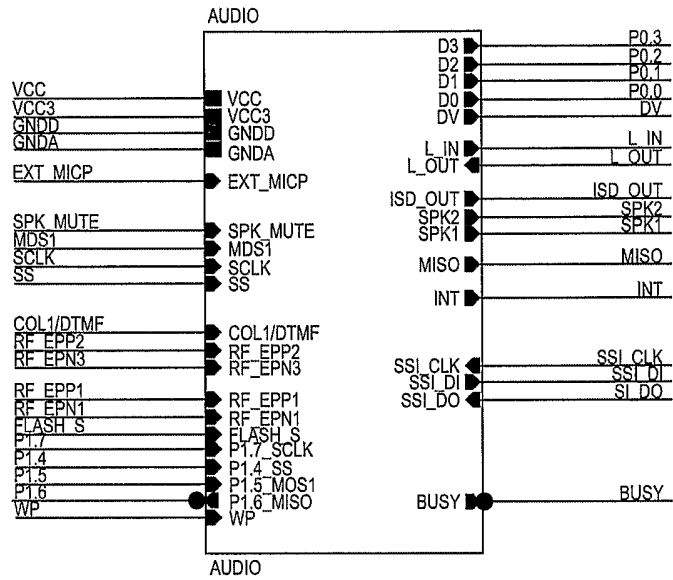 AUDIO
VCC
VCC3
GNDD
GNDA
EXT_MICP
SPK_MUTE
MDS1
SCLK
SS
COL1/DTMF
RF_EPP2
RF_EPN3
RF_EPP1
RF_EPN1
FLASH_S
P1.7
P1.4
P1.5
P1.6
WP
VCC
VCC3
GNDD
GNDA
EXT_MICP
SPK_MUTE
MDS1
SCLK
SS
COL1/DTMF
RF_EPP2
RF_EPN3
RF_EPP1
RF_EPN1
FLASH_S
P1.7_SCLK
P1.4_SS
P1.5_MOS1
P1.6_MISO
WP
D3
D2
D1
D0
DV
L_IN
L_OUT
ISD_OUT
SPK2
SPK1
MISO
INT
SSI_CLK
SSI_DI
SSI_DO
BUSY
P0.3
P0.2
P0.1
P0.0
DV
L_IN
L_OUT
ISD_OUT
SPK2
SPK1
MISO
INT
SSI_CLK
SSI_DI
SI_DO
BUSY
AUDIO